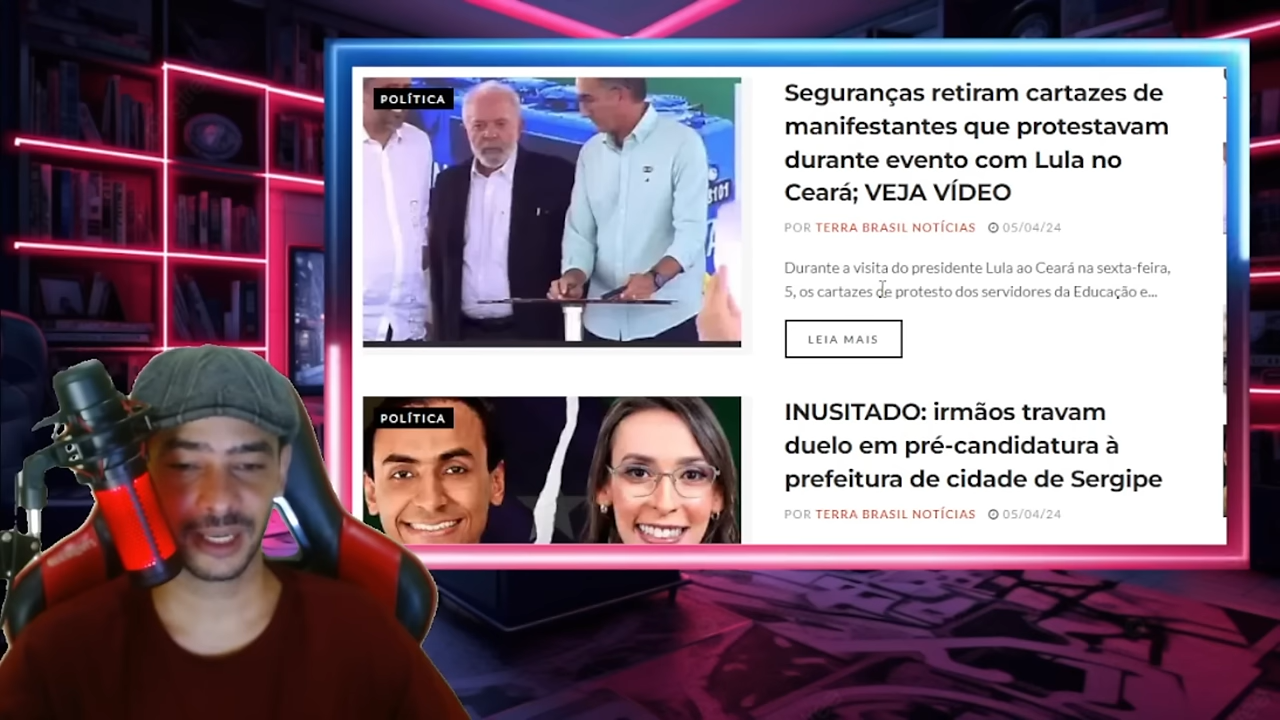 POLÍTICA
Seguranças retiram cartazes de
manifestantes que protestavam
durante evento com Lula no
Ceará; VEJA VÍDEO
POR TERRA BRASIL NOTÍCIAS 05/04/24
Durante a visita do presidente Lula ao Ceará na sexta-feira,
5, os cartazes de protesto dos servidores da Educação e...
LEIA MAIS
POLÍTICA
INUSITADO: irmãos travam
duelo em pré-candidatura à
prefeitura de cidade de Sergipe
POR TERRA BRASIL NOTÍCIAS 05/04/24